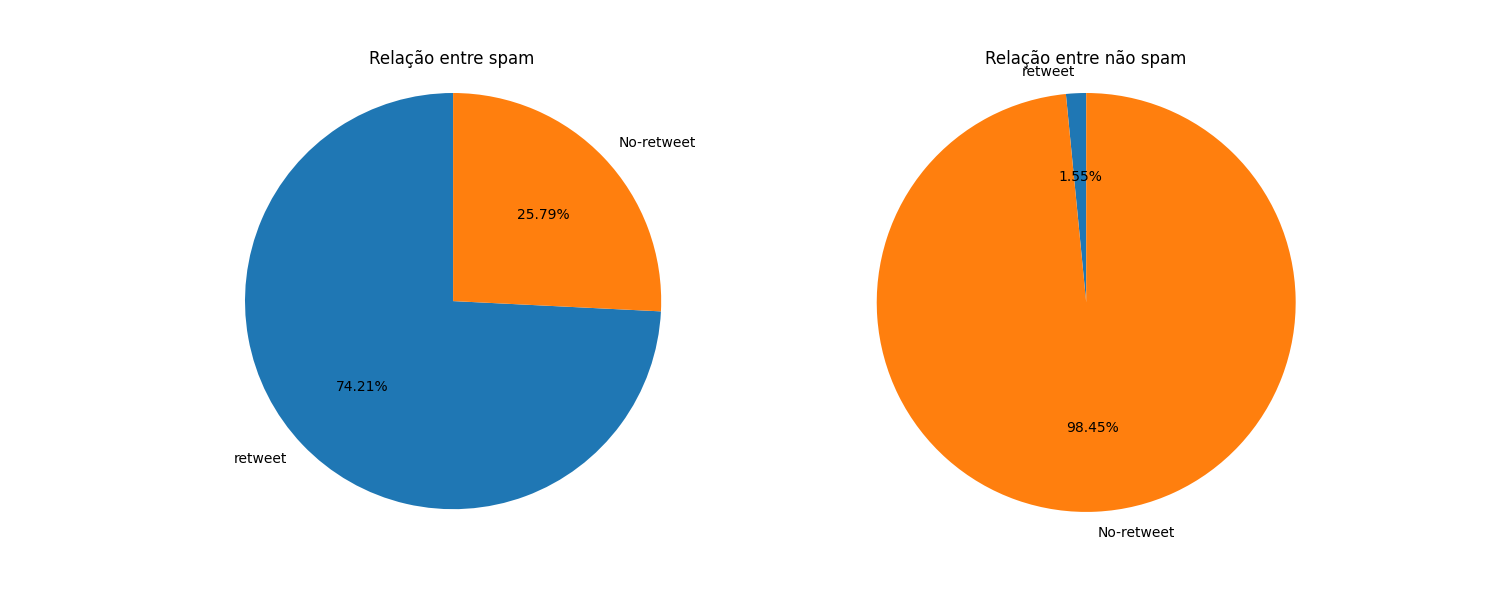 Relação entre spam
No-retweet
25.79%
74.21%
retweet
Relação entre não spam
retweet
1.55%
98.45%
No-retweet